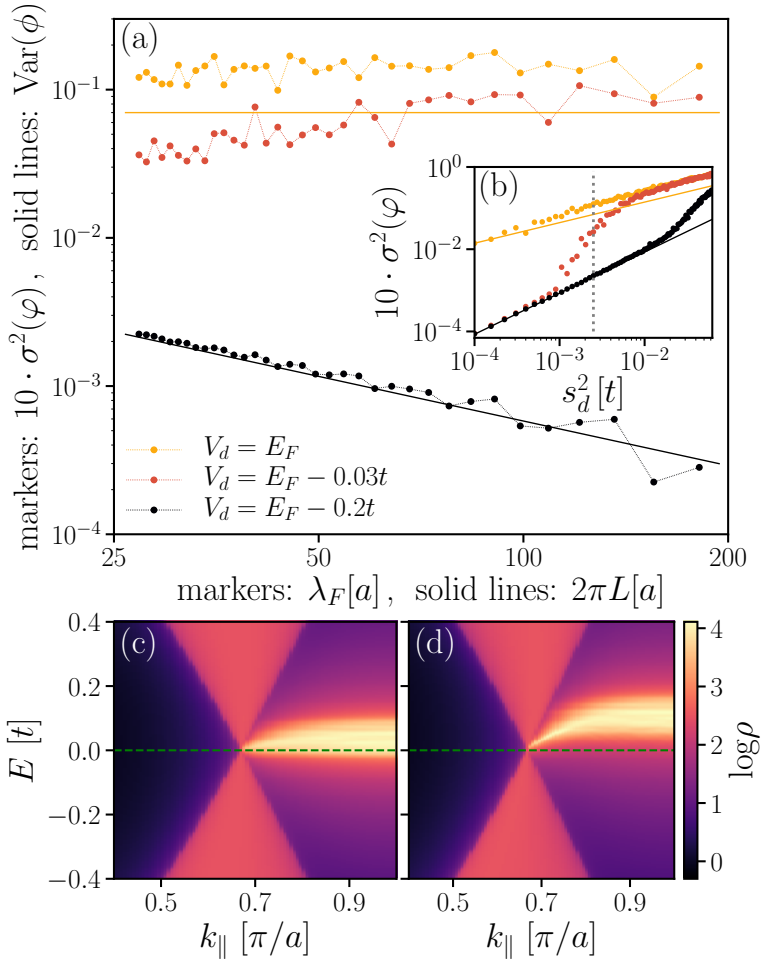 markers: 10 · σ²(φ) , solid lines: Var(ϕ)
(a)
10⁻¹
10⁻²
10⁻³
10⁻⁴
V_d = E_F
V_d = E_F − 0.03t
V_d = E_F − 0.2t
25 50 100 200
markers: λ_F[a] , solid lines: 2πL[a]
(b)
10 · σ²(φ)
10⁰
10⁻²
10⁻⁴
10⁻⁴ 10⁻³ 10⁻²
s_d² [t]
(c)
(d)
E [t]
0.4
0.2
0.0
−0.2
−0.4
0.5 0.7 0.9
0.5 0.7 0.9
k_∥ [π/a]
k_∥ [π/a]
4
3
2
1
0
logρ